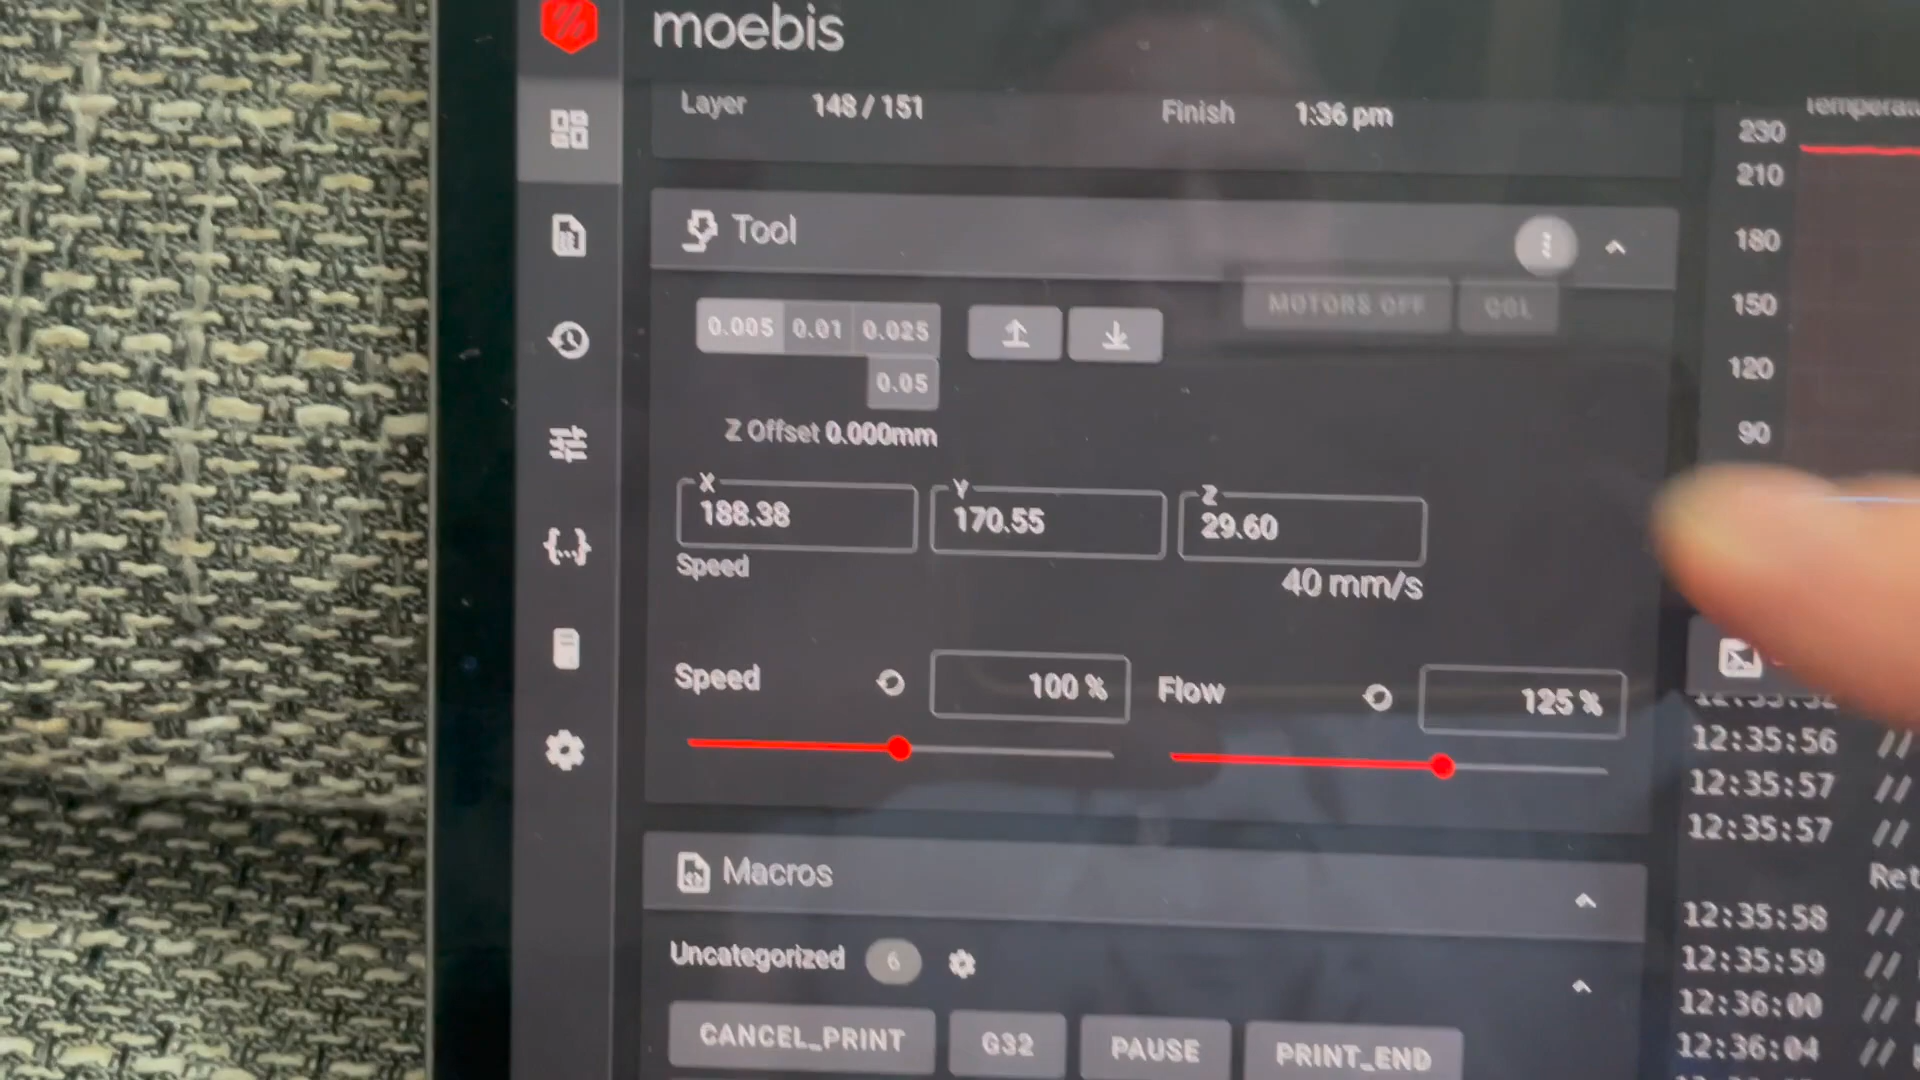 moebis
Layer 148 / 151 Finish 1:36 pm
Tool
MOTORS OFF
0.005 0.01 0.025
0.05
Z Offset 0.000mm
X Y Z
188.38 170.55 29.60
Speed 40 mm/s
Speed 100 % Flow 125 %
Macros
Uncategorized 6
CANCEL_PRINT G32 PAUSE PRINT_END
230
210
180
150
120
90
12:35:56 //
12:35:57 //
12:35:57 //
12:35:58 //
12:35:59 //
12:36:00 //
12:36:04 //